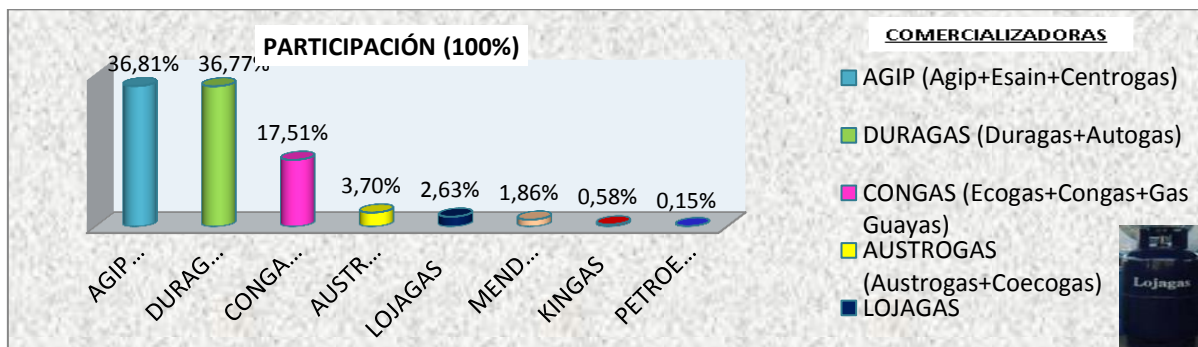 PARTICIPACIÓN (100%)
36,81%
36,77%
17,51%
3,70%
2,63%
1,86%
0,58%
0,15%
AGIP...
DURAG...
CONGA...
AUSTR...
LOJAGAS
MEND...
KINGAS
PETROE...
COMERCIALIZADORAS
AGIP (Agip+Esain+Centrogas)
DURAGAS (Duragas+Autogas)
CONGAS (Ecogas+Congas+Gas
Guayas)
AUSTROGAS
(Austrogas+Coecogas)
LOJAGAS
Lojagas